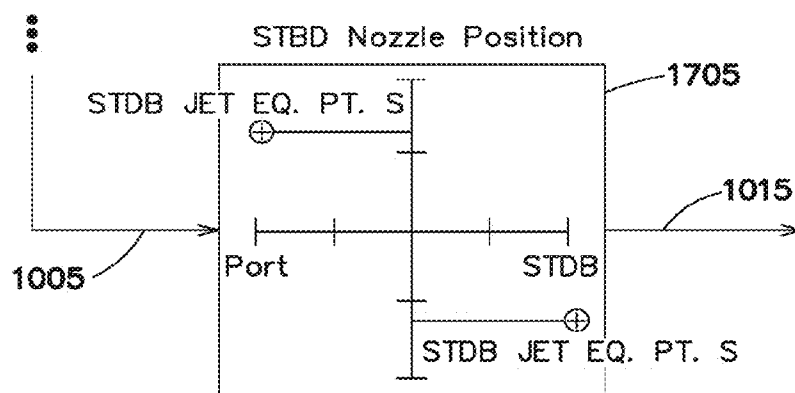 STBD Nozzle Position
1705
STDB JET EQ. PT. S
1015
Port
STDB
1005
STDB JET EQ. PT. S